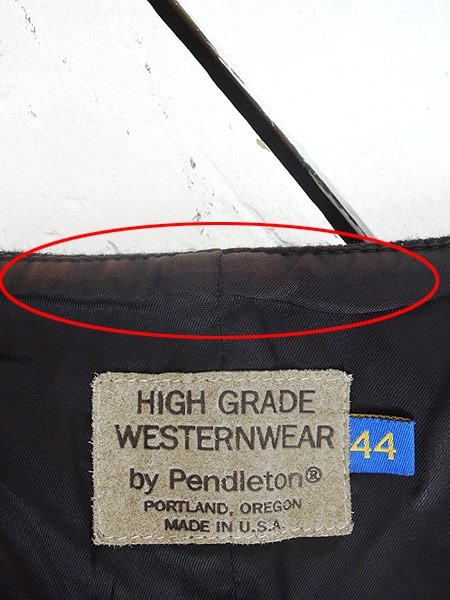 HIGH GRADE
WESTERNWEAR
by Pendleton®
PORTLAND, OREGON
MADE IN U.S.A.
44